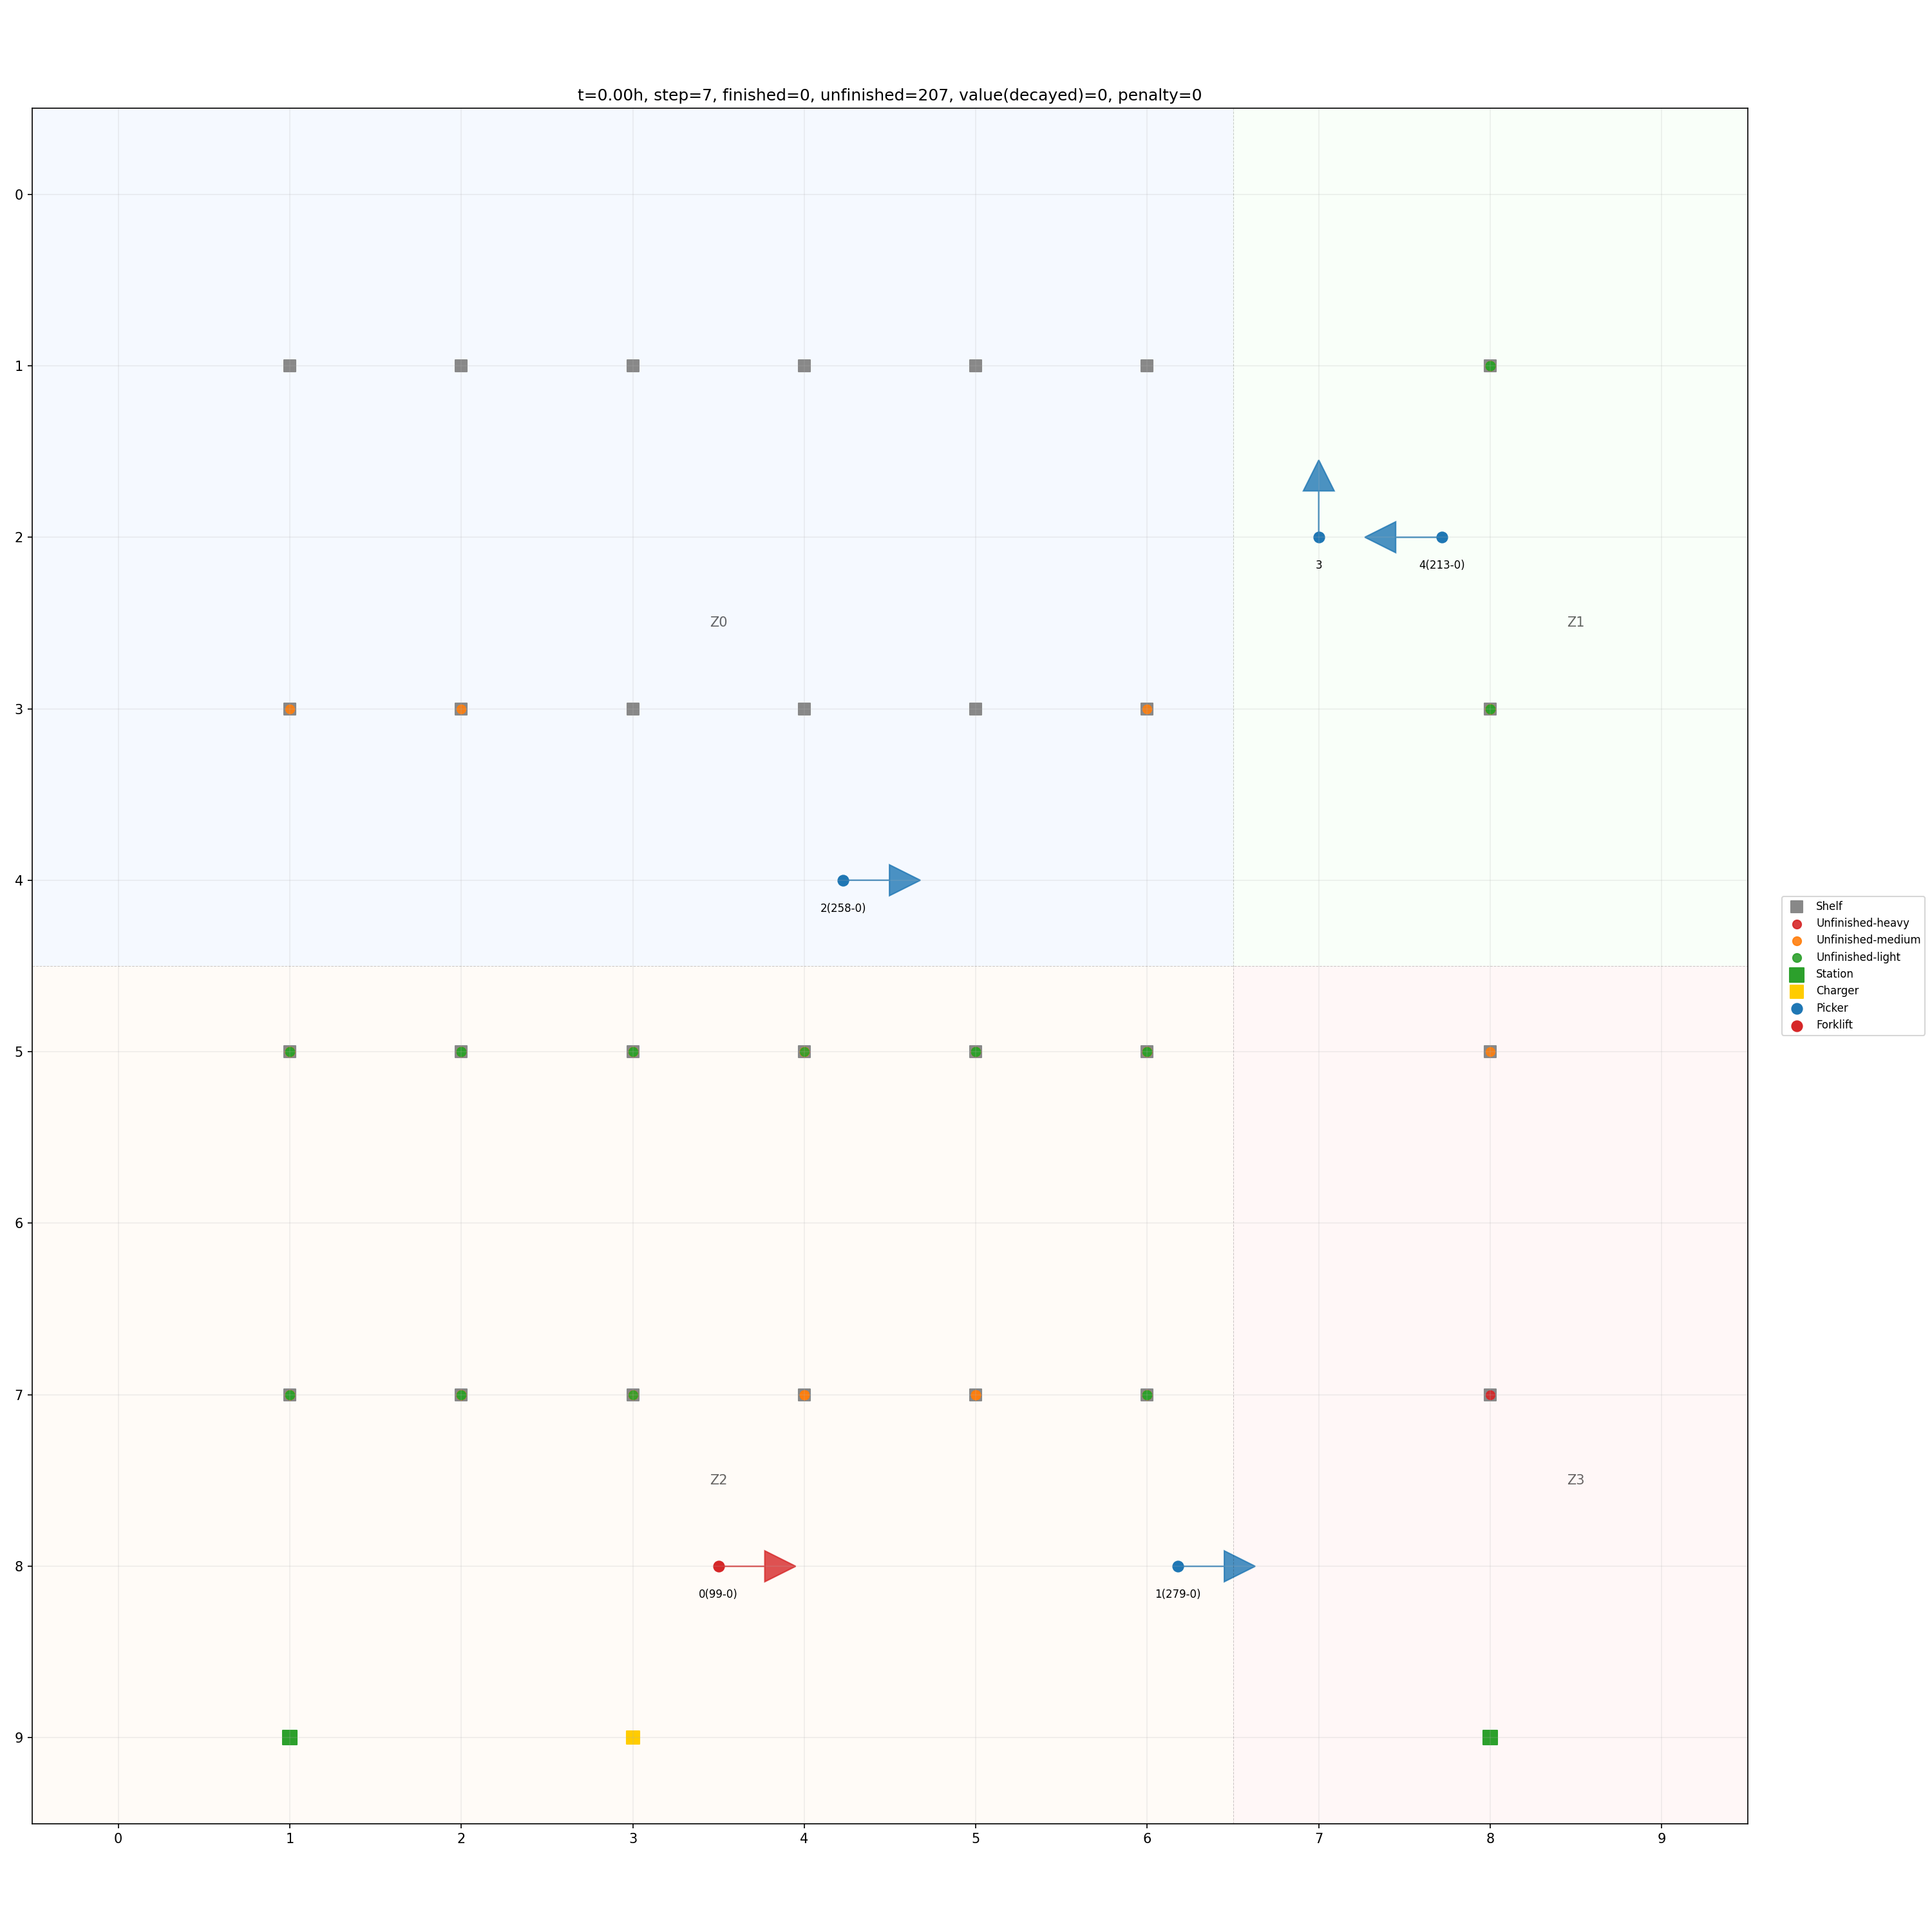 t=0.00h, step=7, finished=0, unfinished=207, value(decayed)=0, penalty=0
0
1
2
3
4
5
6
7
8
9
3
4(213-0)
Z0
Z1
2(258-0)
Z2
Z3
0(99-0)
1(279-0)
Shelf
Unfinished-heavy
Unfinished-medium
Unfinished-light
Station
Charger
Picker
Forklift
0 1 2 3 4 5 6 7 8 9